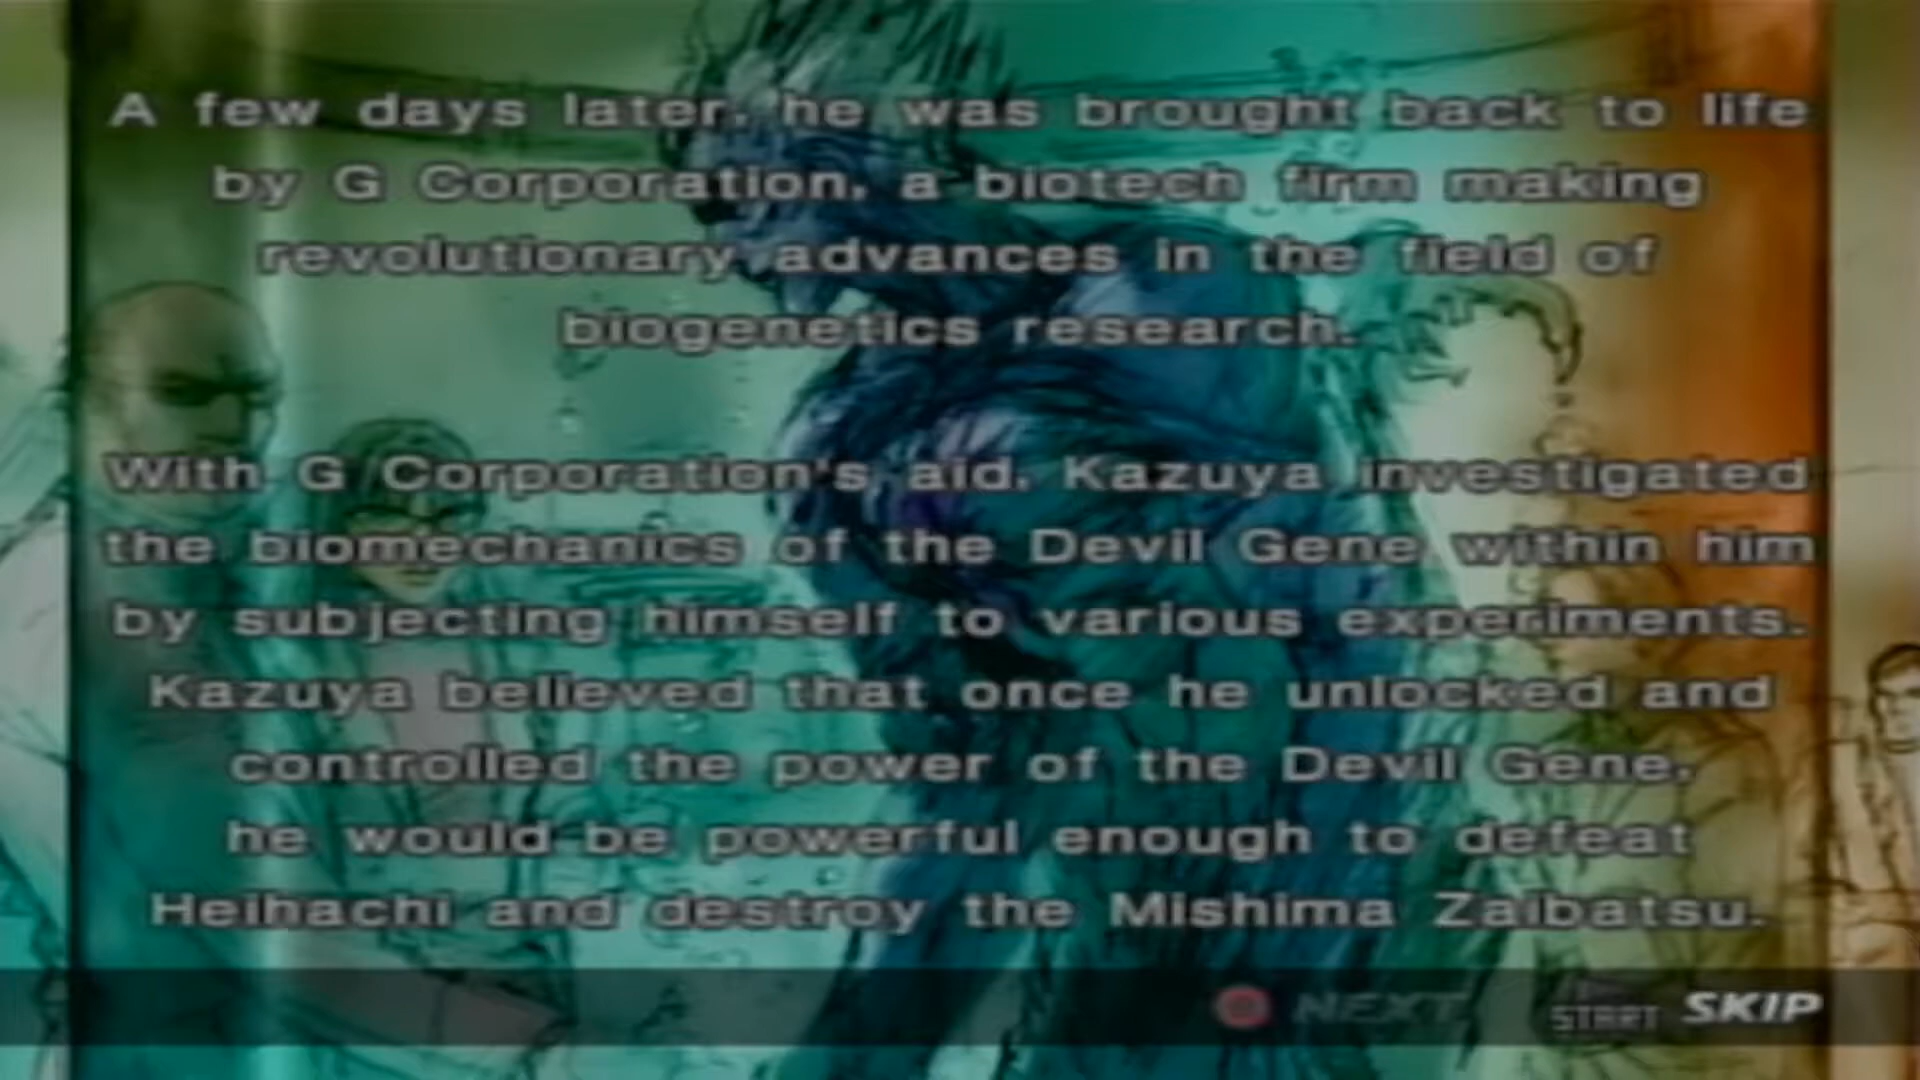 A few days later, he was brought back to life
by G Corporation, a biotech firm making
revolutionary advances in the field of
biogenetics research.
With G Corporation's aid, Kazuya investigated
the biomechanics of the Devil Gene within him
by subjecting himself to various experiments.
Kazuya believed that once he unlocked and
controlled the power of the Devil Gene,
he would be powerful enough to defeat
Heihachi and destroy the Mishima Zaibatsu.
NEXT START SKIP